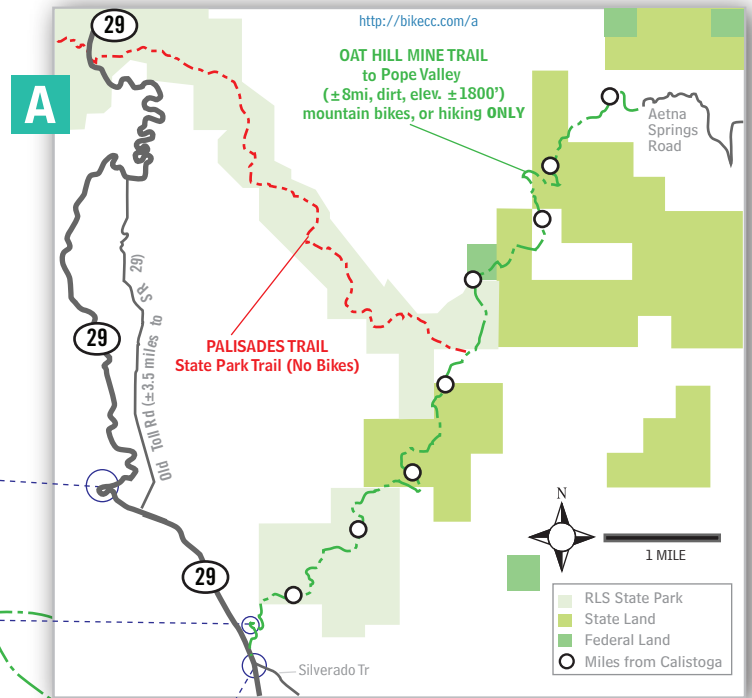 http://bikecc.com/a
29
A
OAT HILL MINE TRAIL
to Pope Valley
(±8mi, dirt, elev. ±1800’)
mountain bikes, or hiking ONLY
Aetna
Springs
Road
Old Toll Rd (±3.5 miles to SR 29)
29
PALISADES TRAIL
State Park Trail (No Bikes)
29
N
1 MILE
RLS State Park
State Land
Federal Land
Miles from Calistoga
Silverado Tr